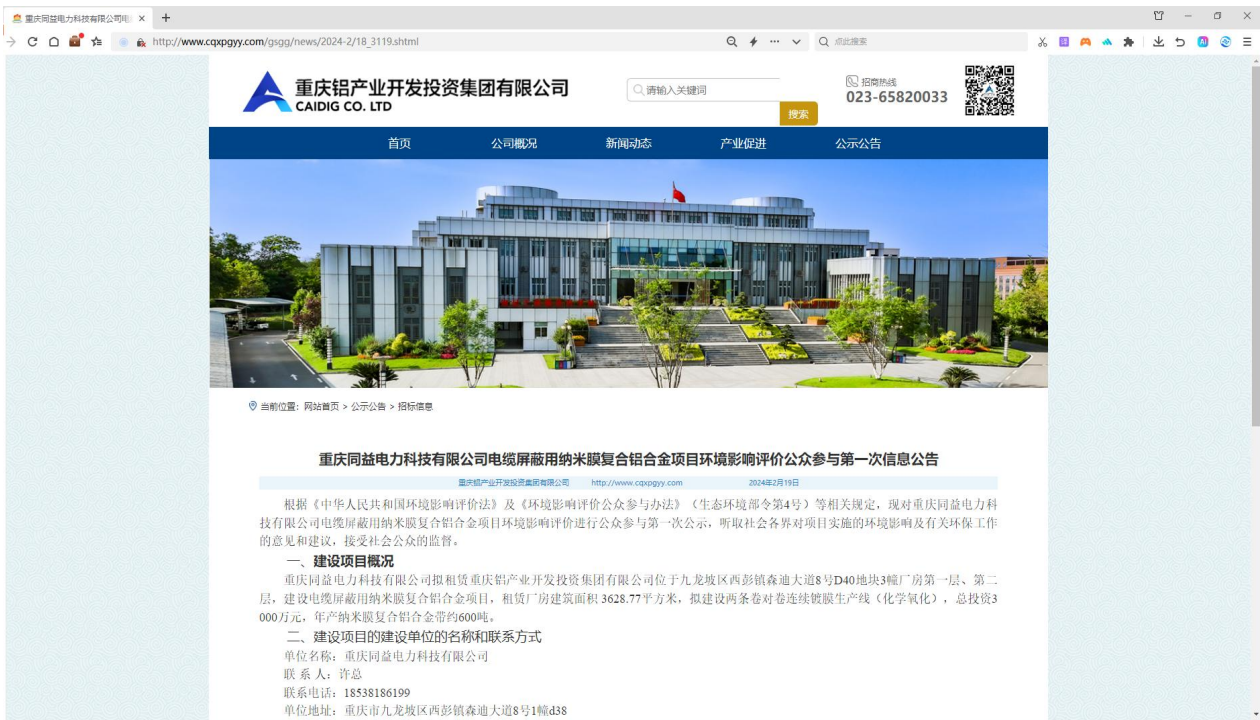 重庆同益电力科技有限公司电
http://www.cqxpgyy.com/gsgg/news/2024-2/18_3119.shtml
点此搜索
重庆铝产业开发投资集团有限公司
CAIDIG CO. LTD
请输入关键词
搜索
招商热线
023-65820033
首页 公司概况 新闻动态 产业促进 公示公告
当前位置：网站首页 > 公示公告 > 招标信息
重庆同益电力科技有限公司电缆屏蔽用纳米膜复合铝合金项目环境影响评价公众参与第一次信息公告
重庆铝产业开发投资集团有限公司 http://www.cqxpgyy.com 2024年2月19日
根据《中华人民共和国环境影响评价法》及《环境影响评价公众参与办法》（生态环境部令第4号）等相关规定，现对重庆同益电力科
技有限公司电缆屏蔽用纳米膜复合铝合金项目环境影响评价进行公众参与第一次公示，听取社会各界对项目实施的环境影响及有关环保工作
的意见和建议，接受社会公众的监督。
一、建设项目概况
重庆同益电力科技有限公司拟租赁重庆铝产业开发投资集团有限公司位于九龙坡区西彭镇森迪大道8号D40地块3幢厂房第一层、第二
层，建设电缆屏蔽用纳米膜复合铝合金项目，租赁厂房建筑面积 3628.77平方米，拟建设两条卷对卷连续镀膜生产线（化学氧化），总投资3
000万元，年产纳米膜复合铝合金带约600吨。
二、建设项目的建设单位的名称和联系方式
单位名称：重庆同益电力科技有限公司
联 系 人：许总
联系电话：18538186199
单位地址：重庆市九龙坡区西彭镇森迪大道8号1幢d38